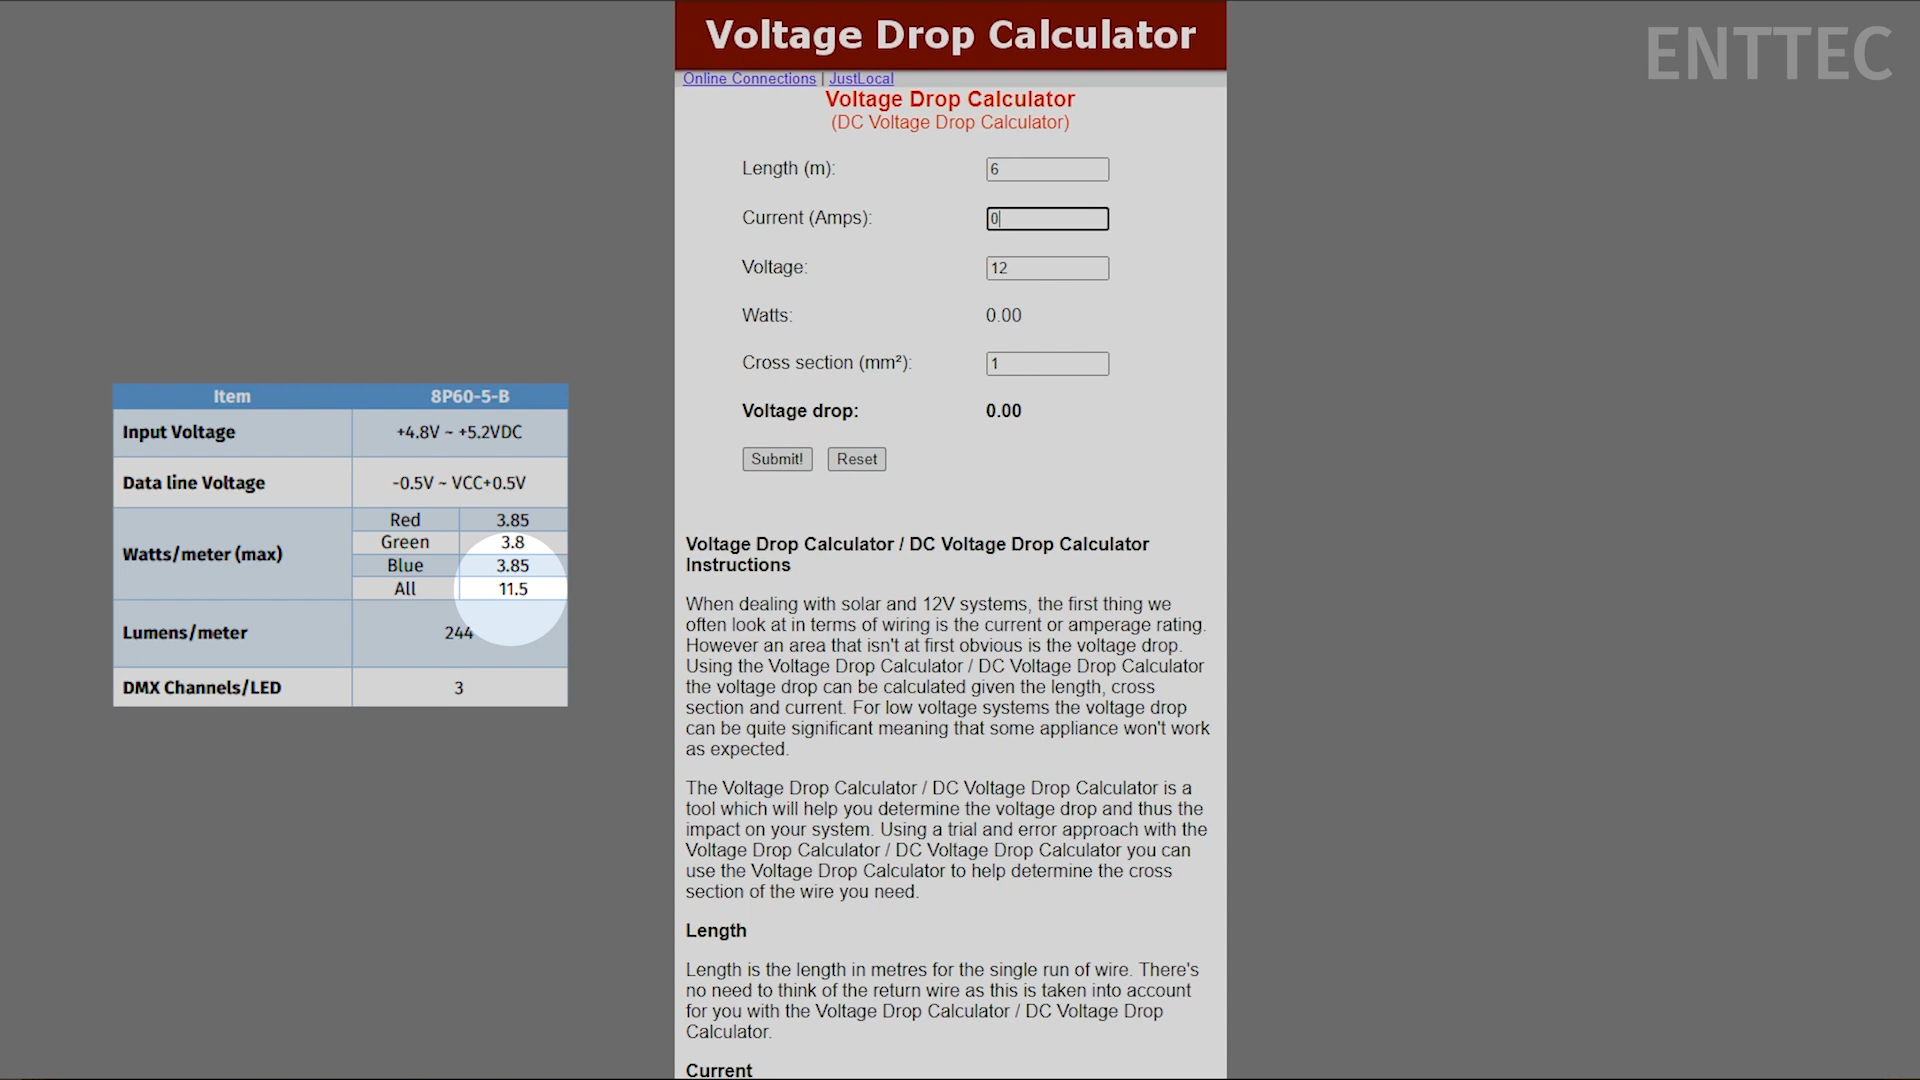 Voltage Drop Calculator
ENTTEC
Online Connections | JustLocal
Voltage Drop Calculator
(DC Voltage Drop Calculator)
Length (m): 6
Current (Amps): 0
Voltage: 12
Watts: 0.00
Cross section (mm²): 1
Voltage drop: 0.00
Submit! Reset
Item 8P60-5-B
Input Voltage +4.8V ~ +5.2VDC
Data line Voltage -0.5V ~ VCC+0.5V
Watts/meter (max)
Red 3.85
Green 3.8
Blue 3.85
All 11.5
Lumens/meter 244
DMX Channels/LED 3
Voltage Drop Calculator / DC Voltage Drop Calculator
Instructions
When dealing with solar and 12V systems, the first thing we
often look at in terms of wiring is the current or amperage rating.
However an area that isn't at first obvious is the voltage drop.
Using the Voltage Drop Calculator / DC Voltage Drop Calculator
the voltage drop can be calculated given the length, cross
section and current. For low voltage systems the voltage drop
can be quite significant meaning that some appliance won't work
as expected.
The Voltage Drop Calculator / DC Voltage Drop Calculator is a
tool which will help you determine the voltage drop and thus the
impact on your system. Using a trial and error approach with the
Voltage Drop Calculator / DC Voltage Drop Calculator you can
use the Voltage Drop Calculator to help determine the cross
section of the wire you need.
Length
Length is the length in metres for the single run of wire. There's
no need to think of the return wire as this is taken into account
for you with the Voltage Drop Calculator / DC Voltage Drop
Calculator.
Current